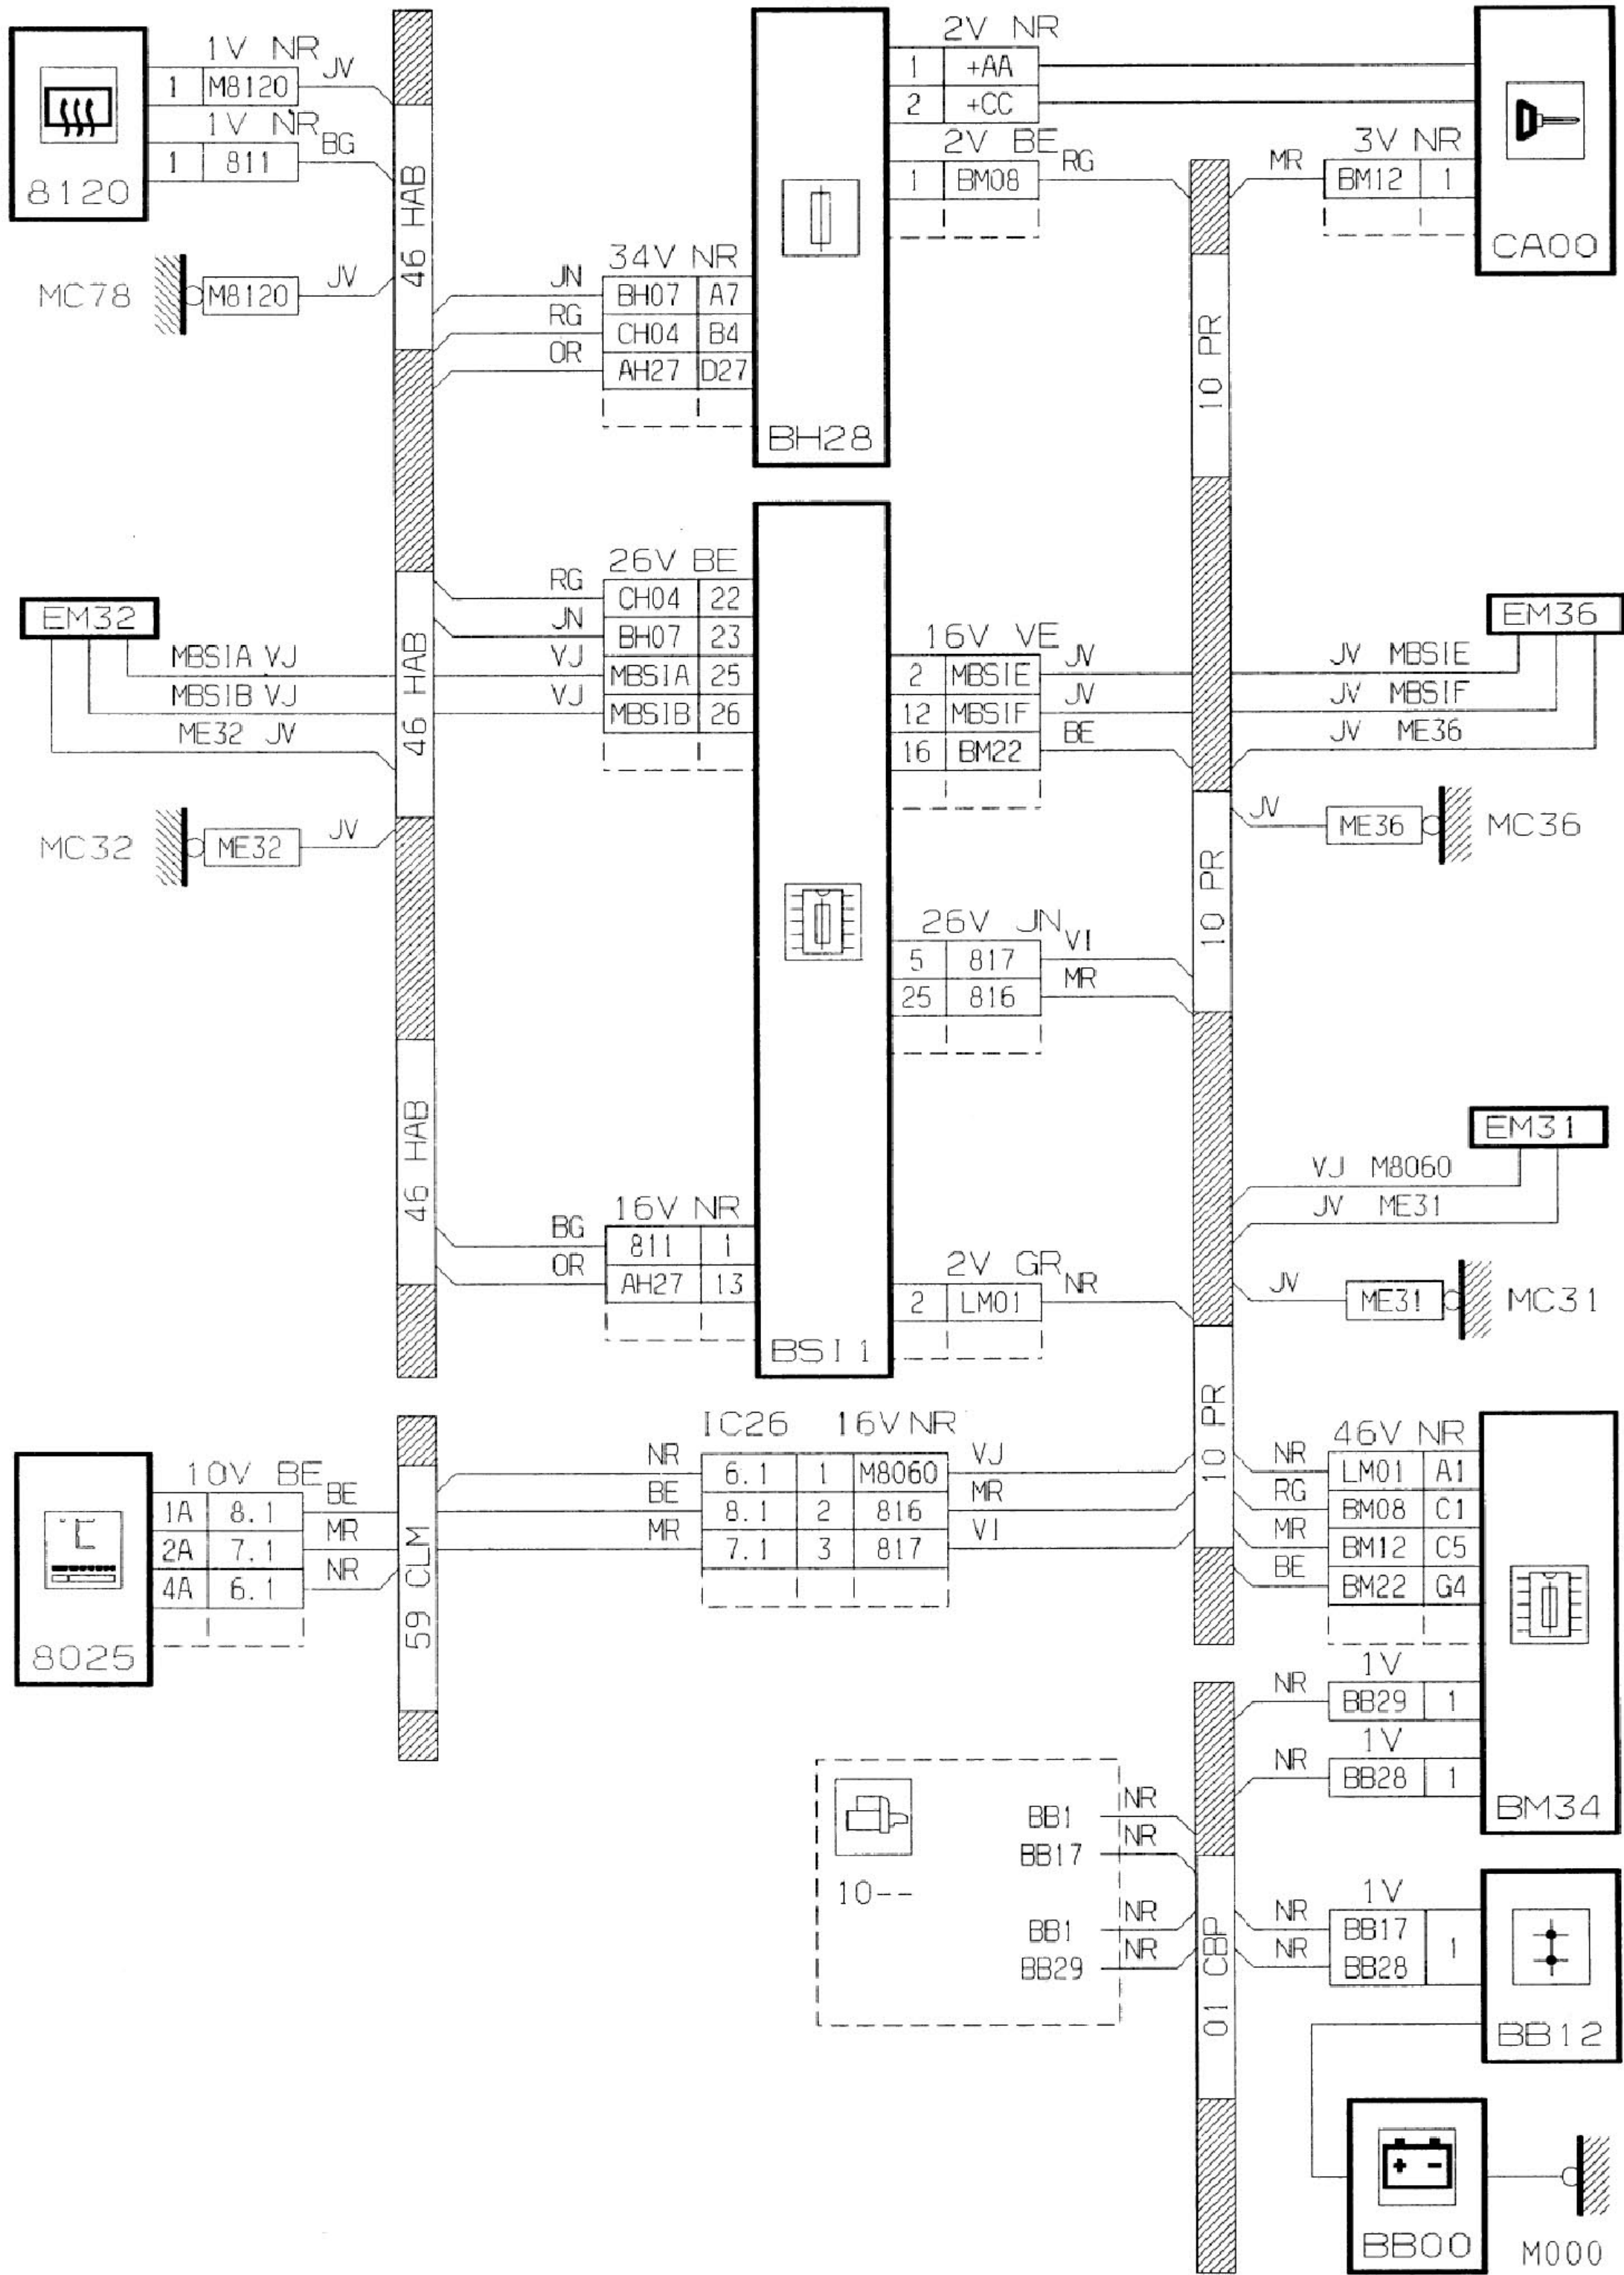 1V NR
1 M8120 JV
1V NR
1 811 BG
8120
MC78 M8120 JV
46 HAB
34V NR
JN BH07 A7
RG CH04 B4
OR AH27 D27
BH28
2V NR
1 +AA
2 +CC
2V BE
1 BM08 RG
10 PR
3V NR
MR BM12 1
CA00
EM32
MBSIA VJ
MBSIB VJ
ME32 JV
MC32 ME32 JV
46 HAB
26V BE
RG CH04 22
JN BH07 23
VJ MBSIA 25
VJ MBSIB 26
16V VE
2 MBSIE JV
12 MBSIF JV
16 BM22 BE
EM36
JV MBSIE
JV MBSIF
JV ME36
JV ME36 MC36
10 PR
26V JN
5 817 VI
25 816 MR
46 HAB
16V NR
BG 811 1
OR AH27 13
BSI1
2V GR
2 LM01 NR
EM31
VJ M8060
JV ME31
JV ME31 MC31
10 PR
8025
10V BE
1A 8.1 BE
2A 7.1 MR
4A 6.1 NR
59 CLM
IC26 16V NR
NR 6.1 1 M8060 VJ
BE 8.1 2 816 MR
MR 7.1 3 817 VI
46V NR
NR LM01 A1
RG BM08 C1
MR BM12 C5
BE BM22 G4
1V
NR BB29 1
1V
NR BB28 1
BM34
10--
BB1 NR
BB17 NR
BB1 NR
BB29 NR
01 CBP
1V
NR BB17 1
NR BB28
BB12
BB00
M000